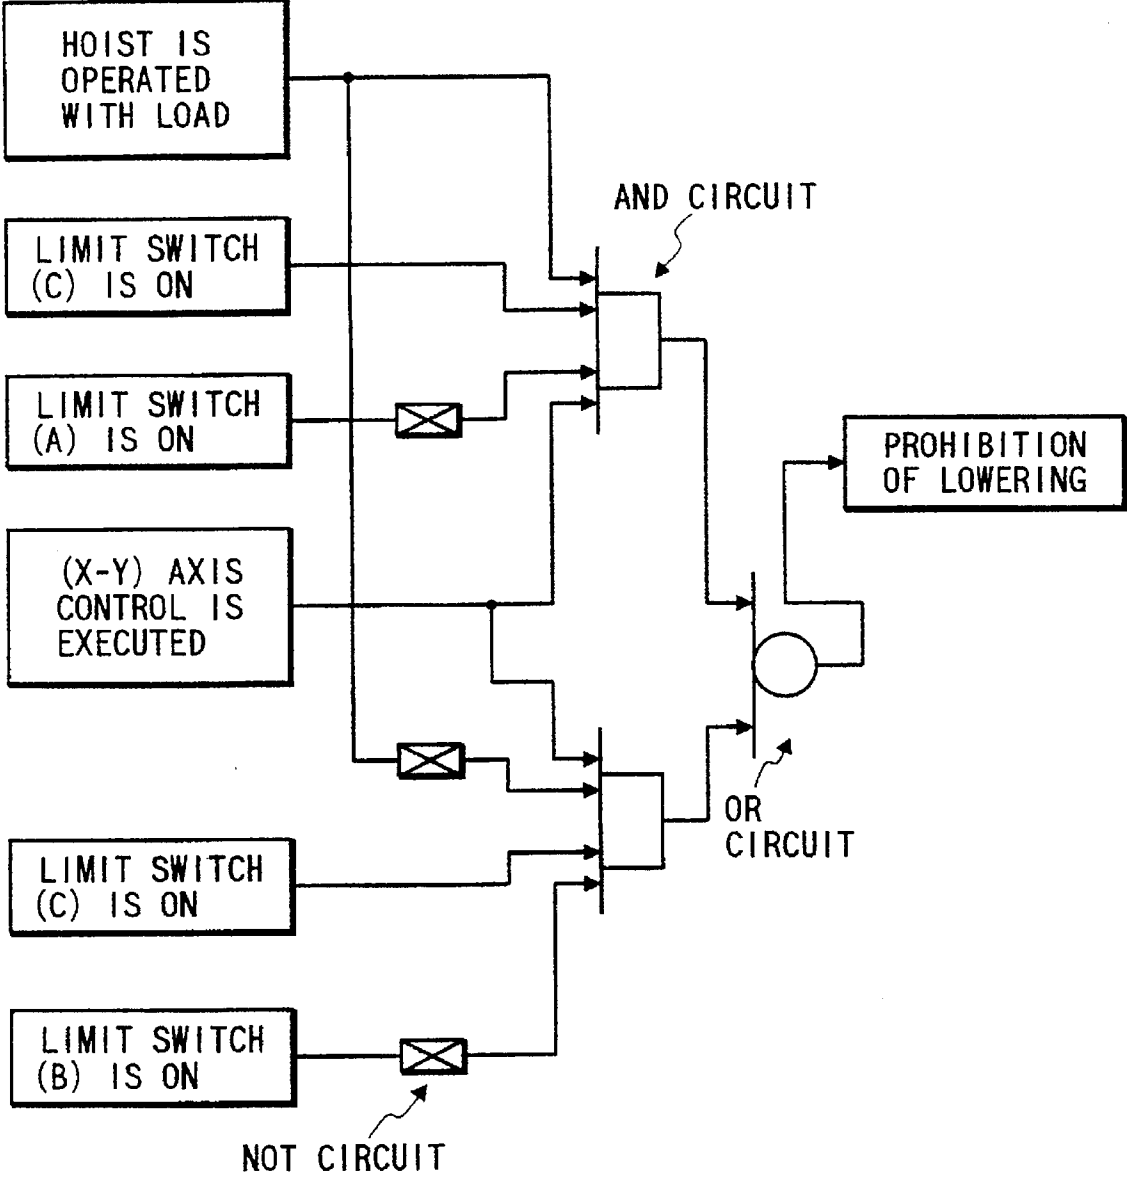 HOIST IS
OPERATED
WITH LOAD
AND CIRCUIT
LIMIT SWITCH
(C) IS ON
LIMIT SWITCH
(A) IS ON
PROHIBITION
OF LOWERING
(X-Y) AXIS
CONTROL IS
EXECUTED
OR
CIRCUIT
LIMIT SWITCH
(C) IS ON
LIMIT SWITCH
(B) IS ON
NOT CIRCUIT